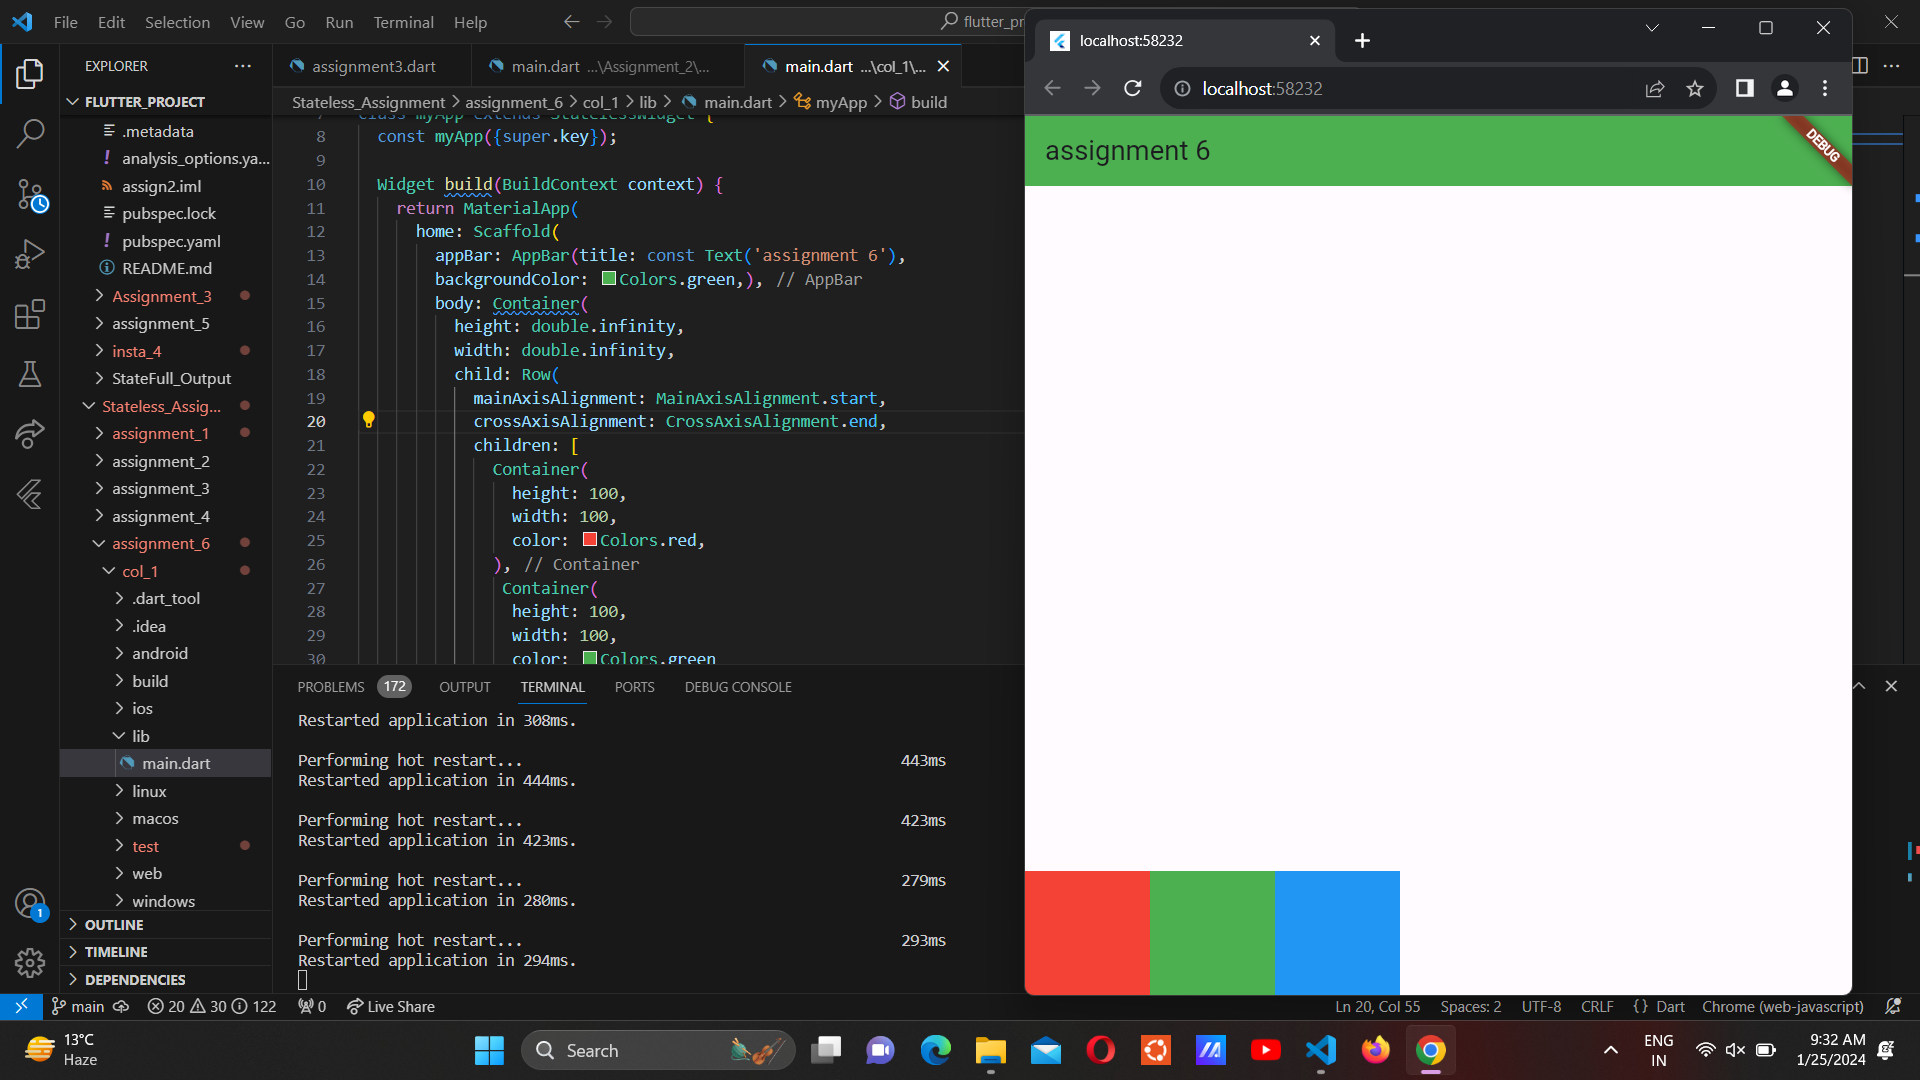 File Edit Selection View Go Run Terminal Help
flutter_pr
EXPLORER
FLUTTER_PROJECT
.metadata
analysis_options.ya...
assign2.iml
pubspec.lock
pubspec.yaml
README.md
Assignment_3
assignment_5
insta_4
StateFull_Output
Stateless_Assig...
assignment_1
assignment_2
assignment_3
assignment_4
assignment_6
col_1
.dart_tool
.idea
android
build
ios
lib
main.dart
linux
macos
test
web
windows
OUTLINE
TIMELINE
DEPENDENCIES
assignment3.dart
main.dart ...\Assignment_2\...
main.dart ...\col_1\...
Stateless_Assignment > assignment_6 > col_1 > lib > main.dart > myApp > build
class myApp extends StatelessWidget {
8 const myApp({super.key});
9
10 Widget build(BuildContext context) {
11 return MaterialApp(
12 home: Scaffold(
13 appBar: AppBar(title: const Text('assignment 6'),
14 backgroundColor: Colors.green,), // AppBar
15 body: Container(
16 height: double.infinity,
17 width: double.infinity,
18 child: Row(
19 mainAxisAlignment: MainAxisAlignment.start,
20 crossAxisAlignment: CrossAxisAlignment.end,
21 children: [
22 Container(
23 height: 100,
24 width: 100,
25 color: Colors.red,
26 ), // Container
27 Container(
28 height: 100,
29 width: 100,
30 color: Colors.green
PROBLEMS 172 OUTPUT TERMINAL PORTS DEBUG CONSOLE
Restarted application in 308ms.
Performing hot restart... 443ms
Restarted application in 444ms.
Performing hot restart... 423ms
Restarted application in 423ms.
Performing hot restart... 279ms
Restarted application in 280ms.
Performing hot restart... 293ms
Restarted application in 294ms.
localhost:58232
localhost:58232
assignment 6
DEBUG
1
main 20 30 122 0 Live Share
Ln 20, Col 55 Spaces: 2 UTF-8 CRLF {} Dart Chrome (web-javascript)
13°C
Haze
Search
ENG
IN
9:32 AM
1/25/2024